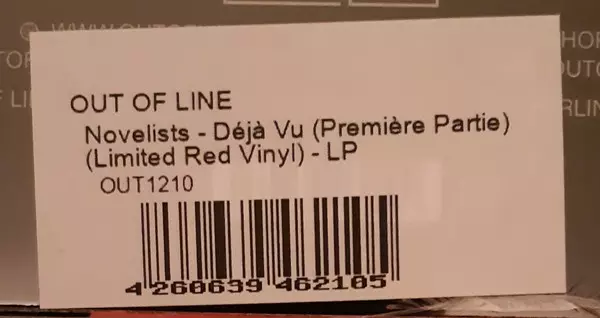 OUT OF LINE
Novelists - Déjà Vu (Première Partie)
(Limited Red Vinyl) - LP
OUT1210
4 260639 462105